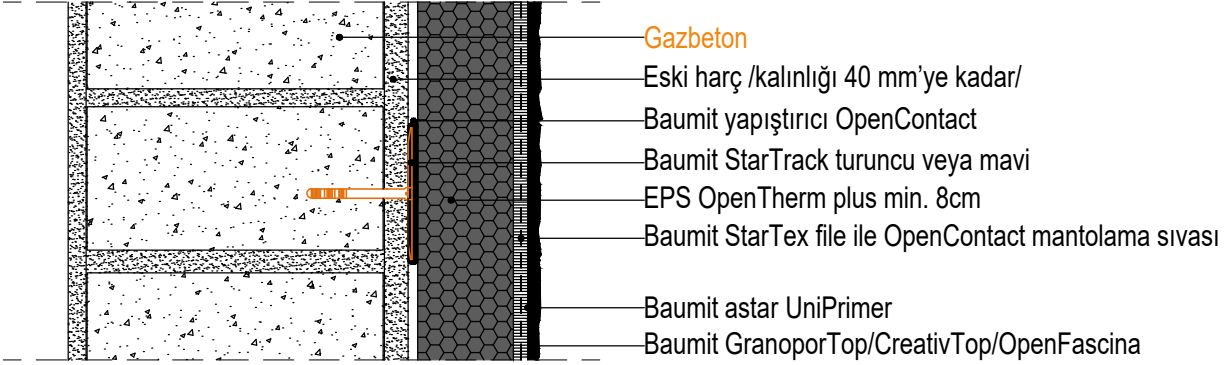 Gazbeton
Eski harç /kalınlığı 40 mm’ye kadar/
Baumit yapıştırıcı OpenContact
Baumit StarTrack turuncu veya mavi
EPS OpenTherm plus min. 8cm
Baumit StarTex file ile OpenContact mantolama sıvası
Baumit astar UniPrimer
Baumit GranoporTop/CreativTop/OpenFascina